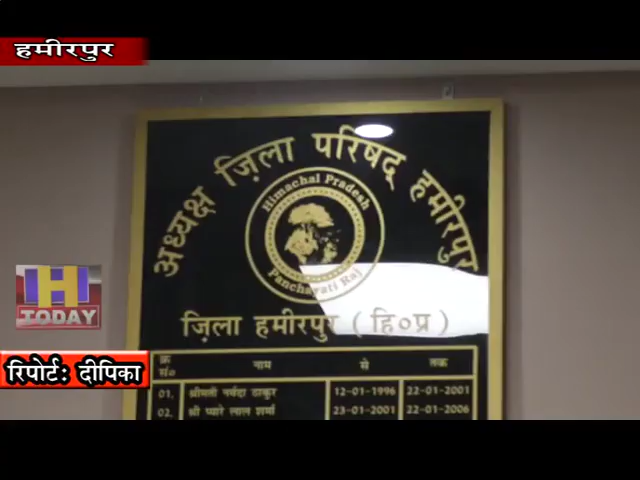 हमीरपुर
अध्यक्ष ज़िला परिषद् हमीरपुर
Himachal Pradesh
Panchayati Raj
ज़िला हमीरपुर ( हि०प्र )
क्र सं० नाम से तक
01. श्रीमती नर्वदा ठाकुर 12-01-1996 22-01-2001
02. श्री प्यारे लाल शर्मा 23-01-2001 22-01-2006
H
TODAY
रिपोर्ट: दीपिका